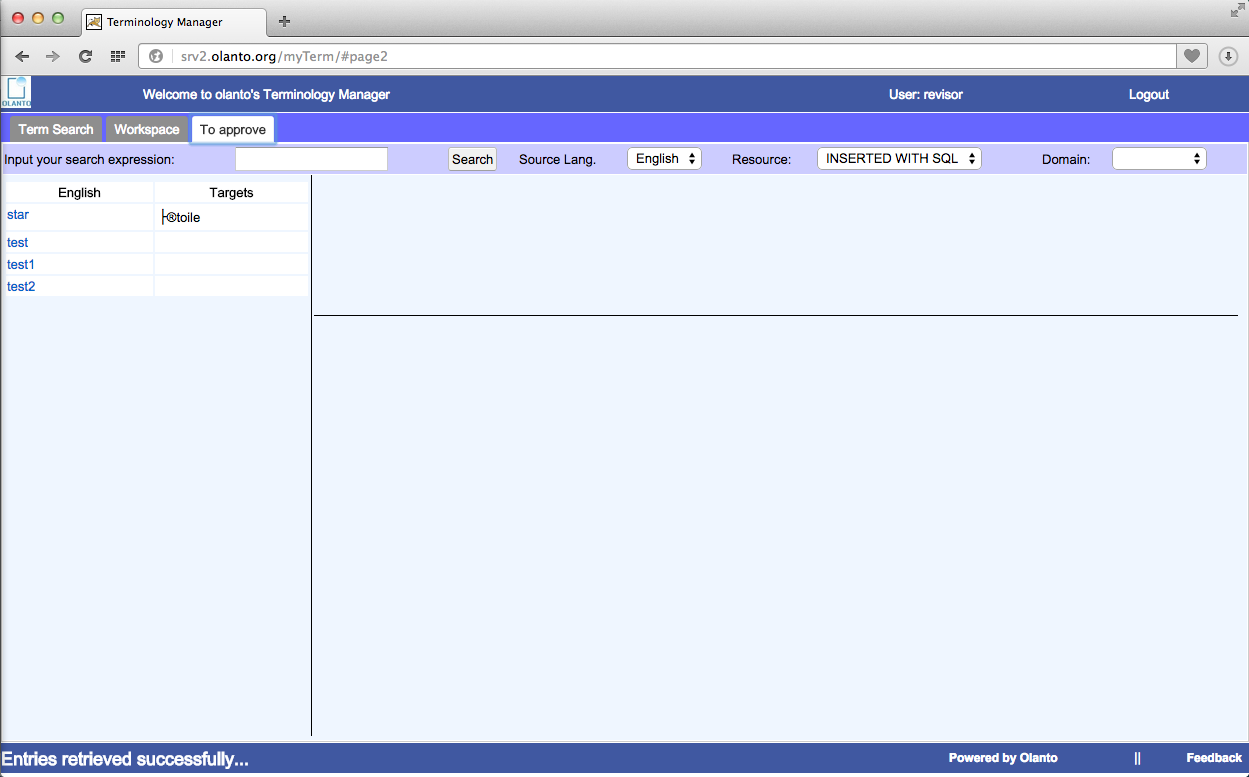 Terminology Manager
srv2.olanto.org/myTerm/#page2
OLANTO
Welcome to olanto's Terminology Manager
User: revisor
Logout
Term Search
Workspace
To approve
Input your search expression:
Search
Source Lang.
English
Resource:
INSERTED WITH SQL
Domain:
English
Targets
star
├®toile
test
test1
test2
Entries retrieved successfully...
Powered by Olanto
||
Feedback